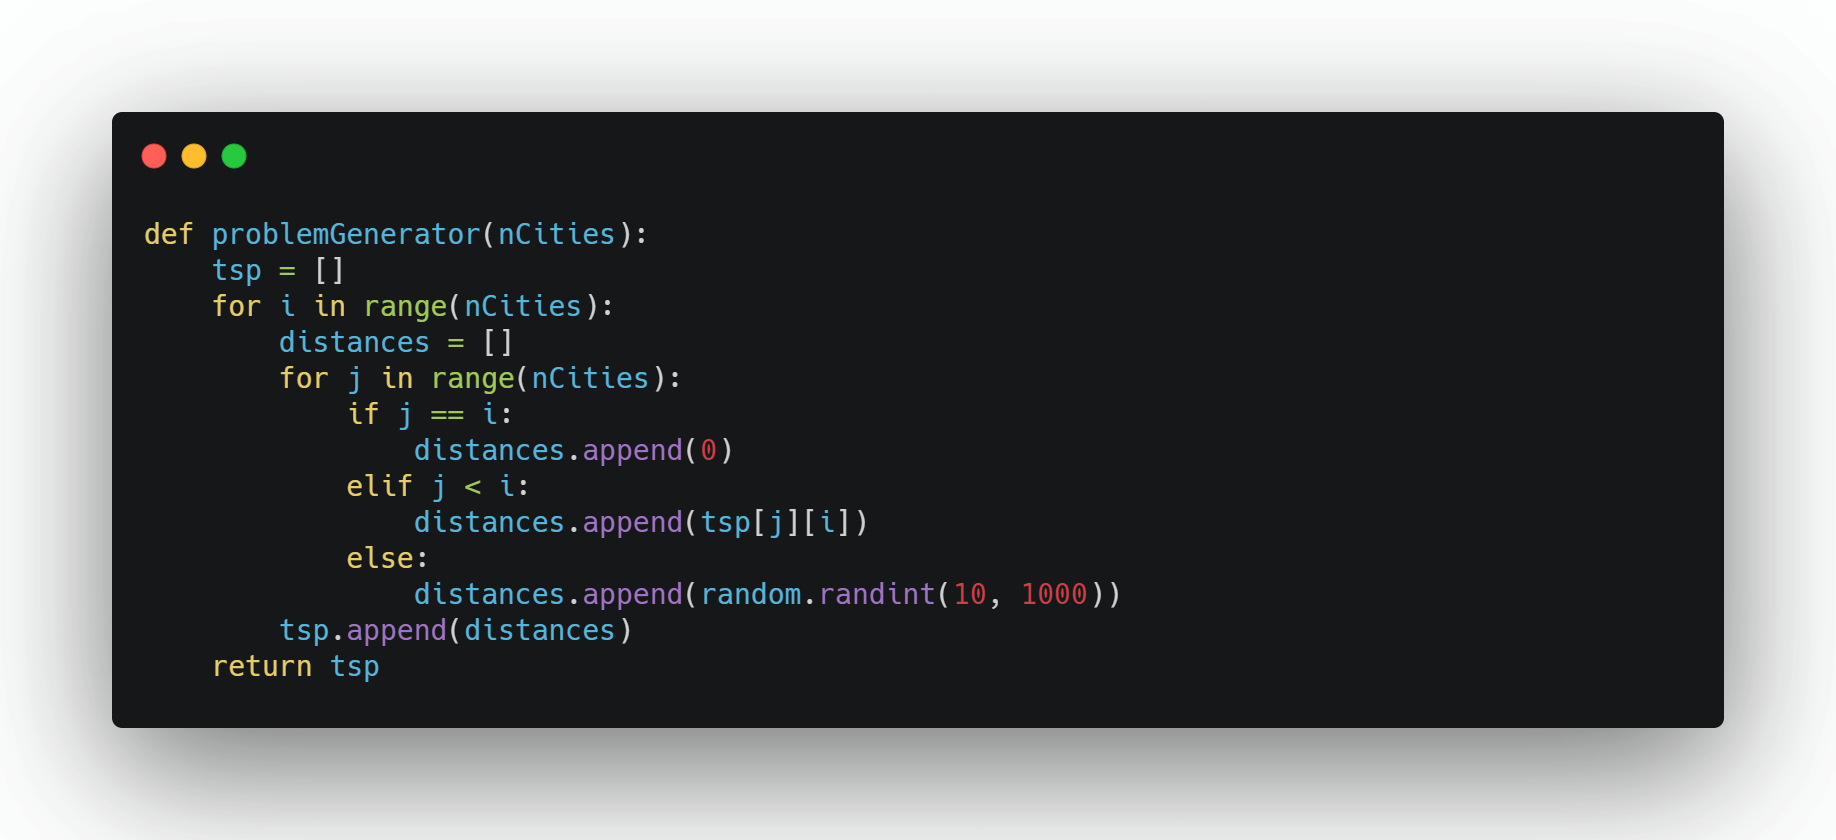 def problemGenerator(nCities):
    tsp = []
    for i in range(nCities):
        distances = []
        for j in range(nCities):
            if j == i:
                distances.append(0)
            elif j < i:
                distances.append(tsp[j][i])
            else:
                distances.append(random.randint(10, 1000))
        tsp.append(distances)
    return tsp